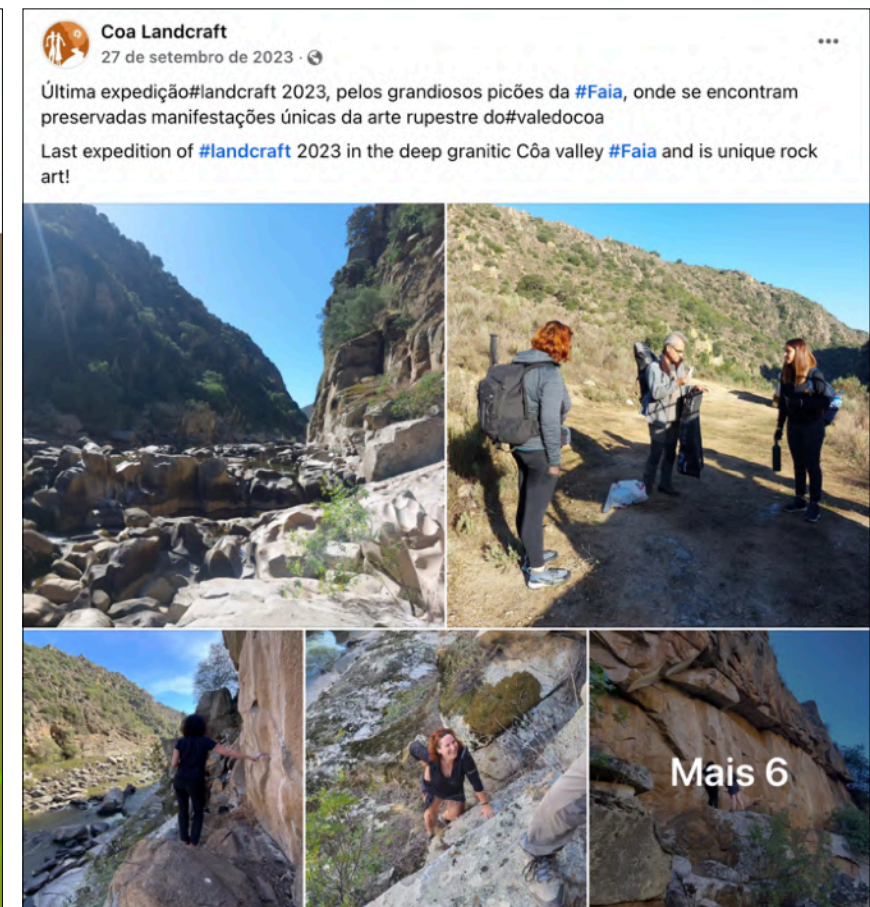 Coa Landcraft
27 de setembro de 2023 ·
Última expedição#landcraft 2023, pelos grandiosos picões da #Faia, onde se encontram
preservadas manifestações únicas da arte rupestre do#valedocoa
Last expedition of #landcraft 2023 in the deep granitic Côa valley #Faia and is unique rock
art!
Mais 6